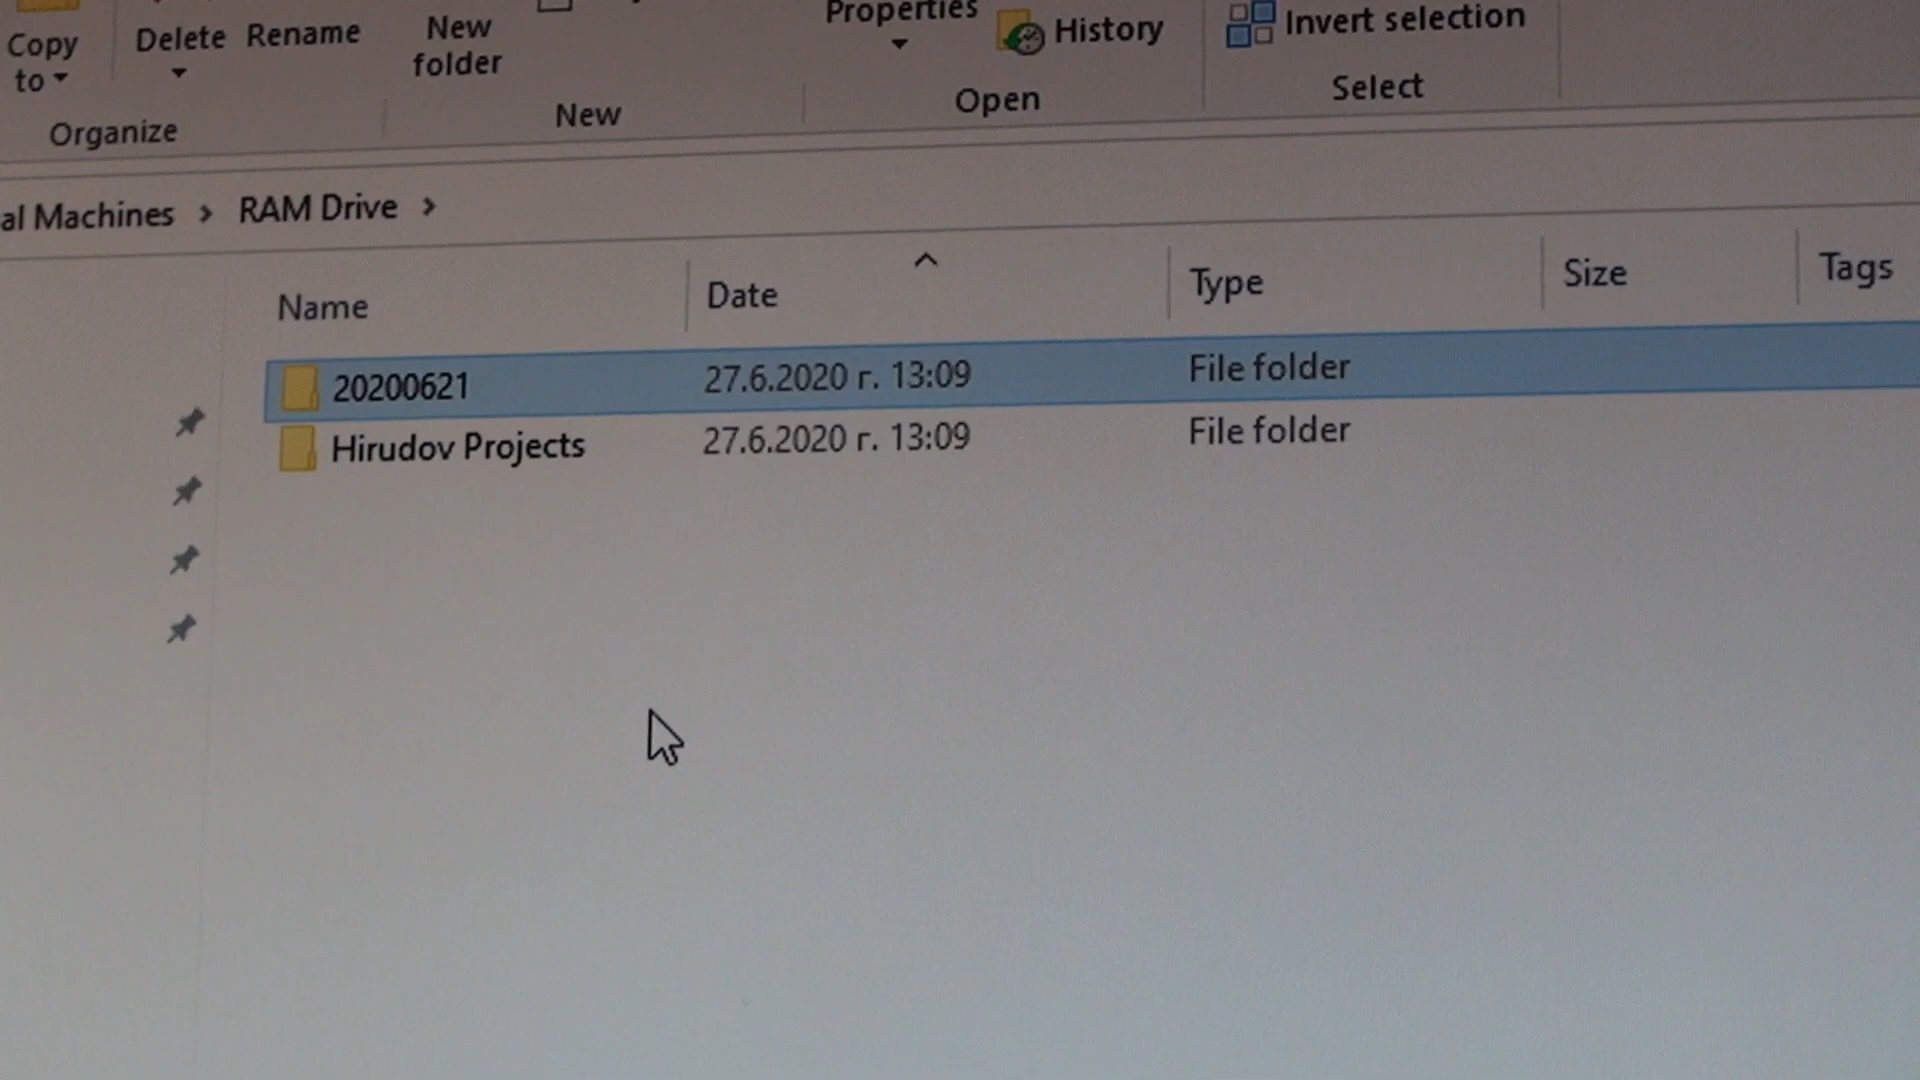 Copy
to
Delete
Rename
New
folder
Properties
History
Invert selection
Organize
New
Open
Select
al Machines > RAM Drive >
Name
Date
Type
Size
Tags
20200621 27.6.2020 г. 13:09 File folder
Hirudov Projects 27.6.2020 г. 13:09 File folder